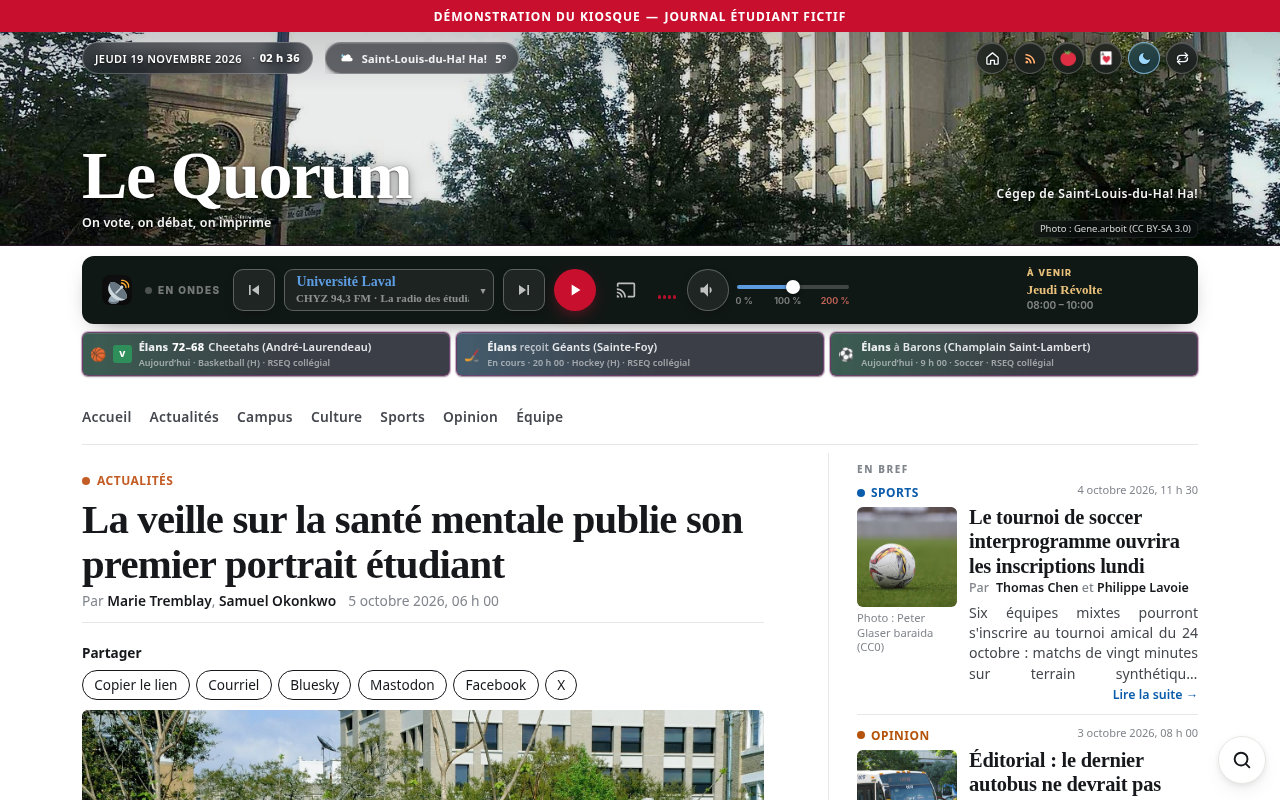 DÉMONSTRATION DU KIOSQUE — JOURNAL ÉTUDIANT FICTIF
JEUDI 19 NOVEMBRE 2026 · 02 h 36
Saint-Louis-du-Ha! Ha! 5°
Le Quorum
On vote, on débat, on imprime
Cégep de Saint-Louis-du-Ha! Ha!
Photo : Gene.arboit (CC BY-SA 3.0)
EN ONDES
Université Laval
CHYZ 94,3 FM · La radio des étudi
0 % 100 % 200 %
À VENIR
Jeudi Révolte
08:00 – 10:00
V
Élans 72–68 Cheetahs (André-Laurendeau)
Aujourd'hui · Basketball (H) · RSEQ collégial
Élans reçoit Géants (Sainte-Foy)
En cours · 20 h 00 · Hockey (H) · RSEQ collégial
Élans à Barons (Champlain Saint-Lambert)
Aujourd'hui · 9 h 00 · Soccer · RSEQ collégial
Accueil Actualités Campus Culture Sports Opinion Équipe
ACTUALITÉS
La veille sur la santé mentale publie son
premier portrait étudiant
Par Marie Tremblay, Samuel Okonkwo 5 octobre 2026, 06 h 00
Partager
Copier le lien Courriel Bluesky Mastodon Facebook X
EN BREF
SPORTS 4 octobre 2026, 11 h 30
Le tournoi de soccer
interprogramme ouvrira
les inscriptions lundi
Par Thomas Chen et Philippe Lavoie
Photo : Peter
Glaser baraida
(CC0)
Six équipes mixtes pourront
s'inscrire au tournoi amical du 24
octobre : matchs de vingt minutes
sur terrain synthétiqu...
Lire la suite →
OPINION 3 octobre 2026, 08 h 00
Éditorial : le dernier
autobus ne devrait pas